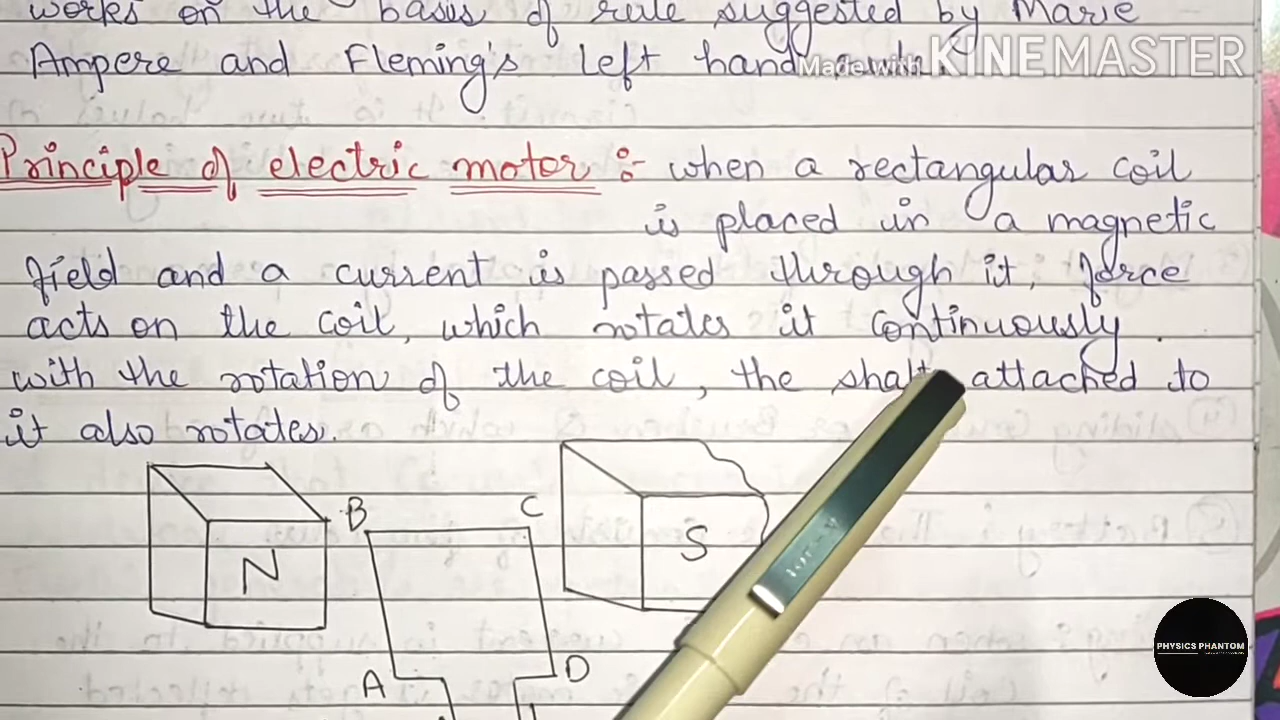 works on the bases of rule suggested by Marie
Ampere and Fleming's left hand
Made with KINEMASTER
Principle of electric motor :- when a rectangular coil
is placed in a magnetic
field and a current is passed through it, force
acts on the coil, which rotates it continuously.
with the rotation of the coil, the shaft attached to
it also rotates.
B C
N S
A D
PHYSICS PHANTOM